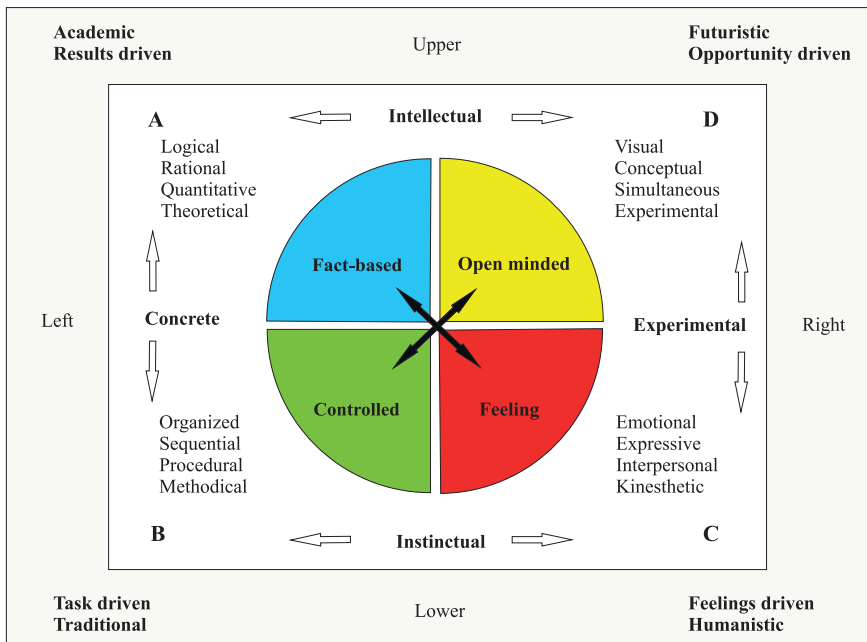 Academic
Results driven
Upper
Futuristic
Opportunity driven
A
Intellectual
D
Logical
Rational
Quantitative
Theoretical
Visual
Conceptual
Simultaneous
Experimental
Fact-based
Open minded
Left
Concrete
Experimental
Right
Controlled
Feeling
Organized
Sequential
Procedural
Methodical
Emotional
Expressive
Interpersonal
Kinesthetic
B
Instinctual
C
Task driven
Traditional
Lower
Feelings driven
Humanistic